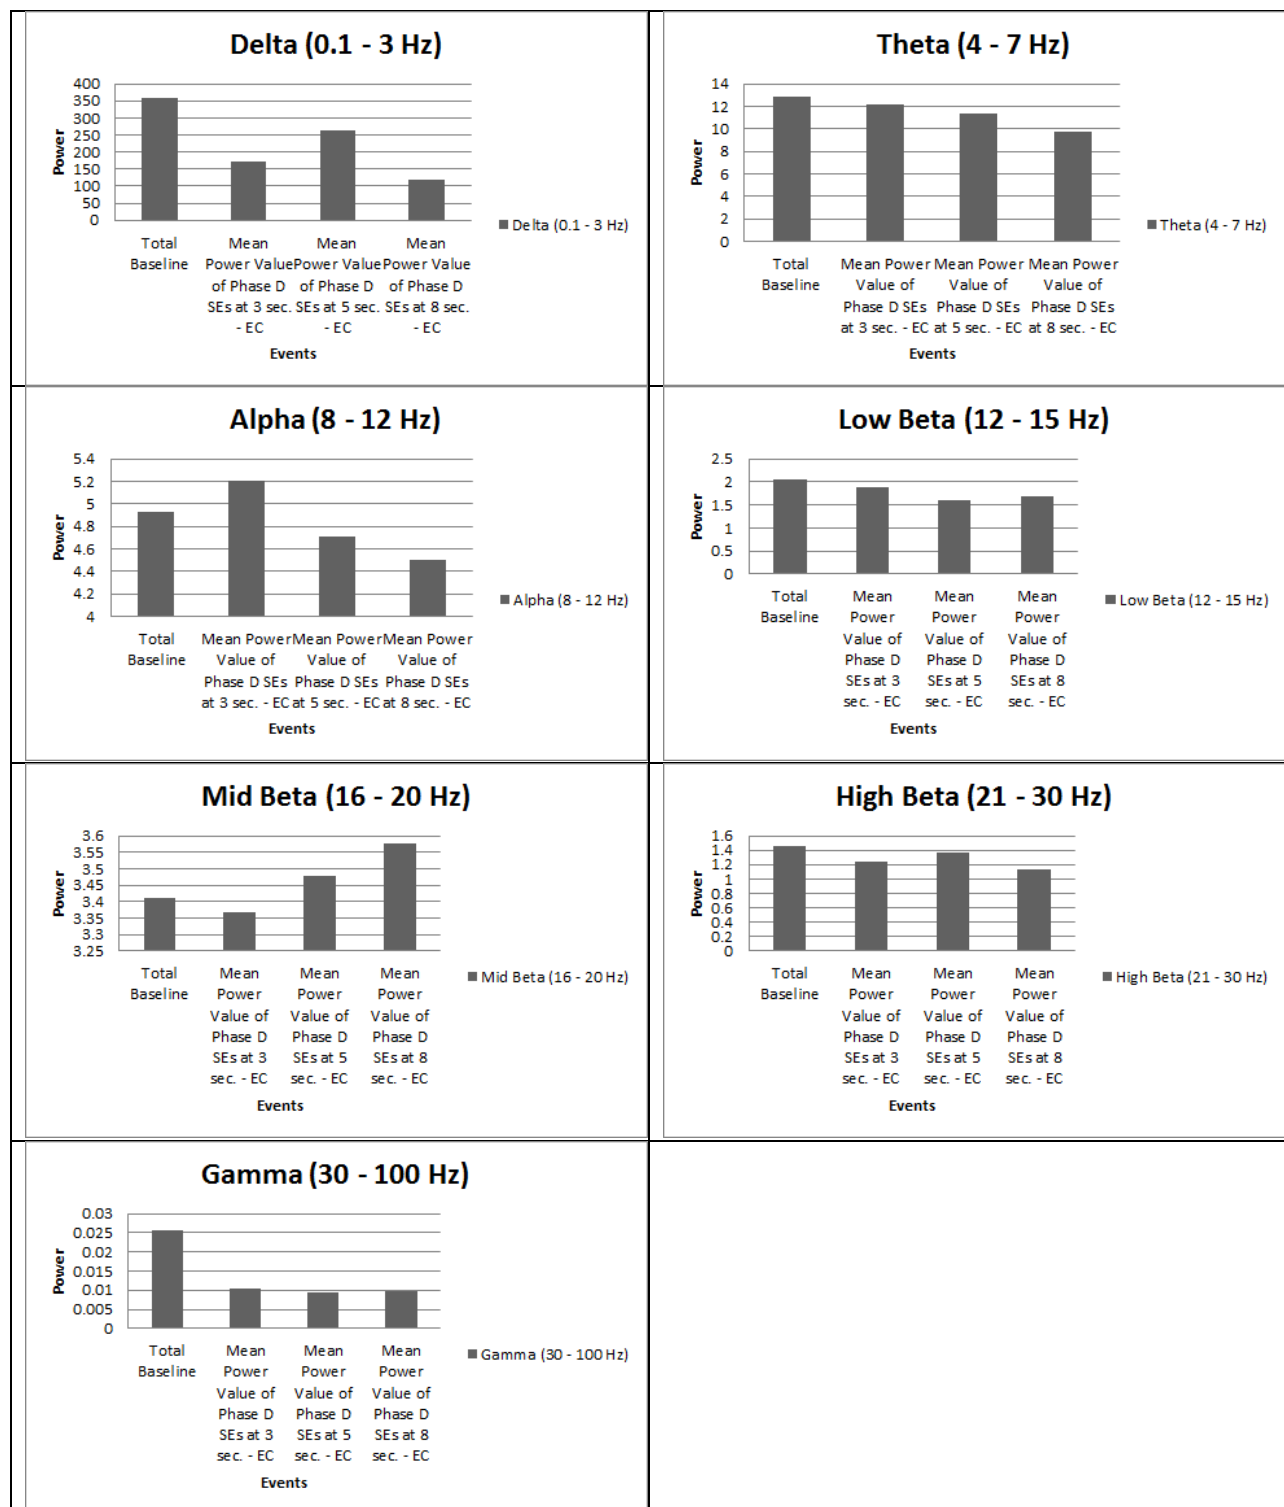 Delta (0.1 - 3 Hz)
400
350
300
250
200
150
100
50
0
Power
Total
Baseline
Mean
Power Value
of Phase D
SEs at 3 sec.
- EC
Mean
Power Value
of Phase D
SEs at 5 sec.
- EC
Mean
Power Value
of Phase D
SEs at 8 sec.
- EC
Events
Delta (0.1 - 3 Hz)
Theta (4 - 7 Hz)
14
12
10
8
6
4
2
0
Power
Total
Baseline
Mean Power
Value of
Phase D SEs
at 3 sec. - EC
Mean Power
Value of
Phase D SEs
at 5 sec. - EC
Mean Power
Value of
Phase D SEs
at 8 sec. - EC
Events
Theta (4 - 7 Hz)
Alpha (8 - 12 Hz)
5.4
5.2
5
4.8
4.6
4.4
4.2
4
Power
Total
Baseline
Mean Power
Value of
Phase D SEs
at 3 sec. - EC
Mean Power
Value of
Phase D SEs
at 5 sec. - EC
Mean Power
Value of
Phase D SEs
at 8 sec. - EC
Events
Alpha (8 - 12 Hz)
Low Beta (12 - 15 Hz)
2.5
2
1.5
1
0.5
0
Power
Total
Baseline
Mean
Power
Value of
Phase D
SEs at 3
sec. - EC
Mean
Power
Value of
Phase D
SEs at 5
sec. - EC
Mean
Power
Value of
Phase D
SEs at 8
sec. - EC
Events
Low Beta (12 - 15 Hz)
Mid Beta (16 - 20 Hz)
3.6
3.55
3.5
3.45
3.4
3.35
3.3
3.25
Power
Total
Baseline
Mean
Power
Value of
Phase D
SEs at 3
sec. - EC
Mean
Power
Value of
Phase D
SEs at 5
sec. - EC
Mean
Power
Value of
Phase D
SEs at 8
sec. - EC
Events
Mid Beta (16 - 20 Hz)
High Beta (21 - 30 Hz)
1.6
1.4
1.2
1
0.8
0.6
0.4
0.2
0
Power
Total
Baseline
Mean
Power
Value of
Phase D
SEs at 3
sec. - EC
Mean
Power
Value of
Phase D
SEs at 5
sec. - EC
Mean
Power
Value of
Phase D
SEs at 8
sec. - EC
Events
High Beta (21 - 30 Hz)
Gamma (30 - 100 Hz)
0.03
0.025
0.02
0.015
0.01
0.005
0
Power
Total
Baseline
Mean
Power
Value of
Phase D
SEs at 3
sec. - EC
Mean
Power
Value of
Phase D
SEs at 5
sec. - EC
Mean
Power
Value of
Phase D
SEs at 8
sec. - EC
Events
Gamma (30 - 100 Hz)